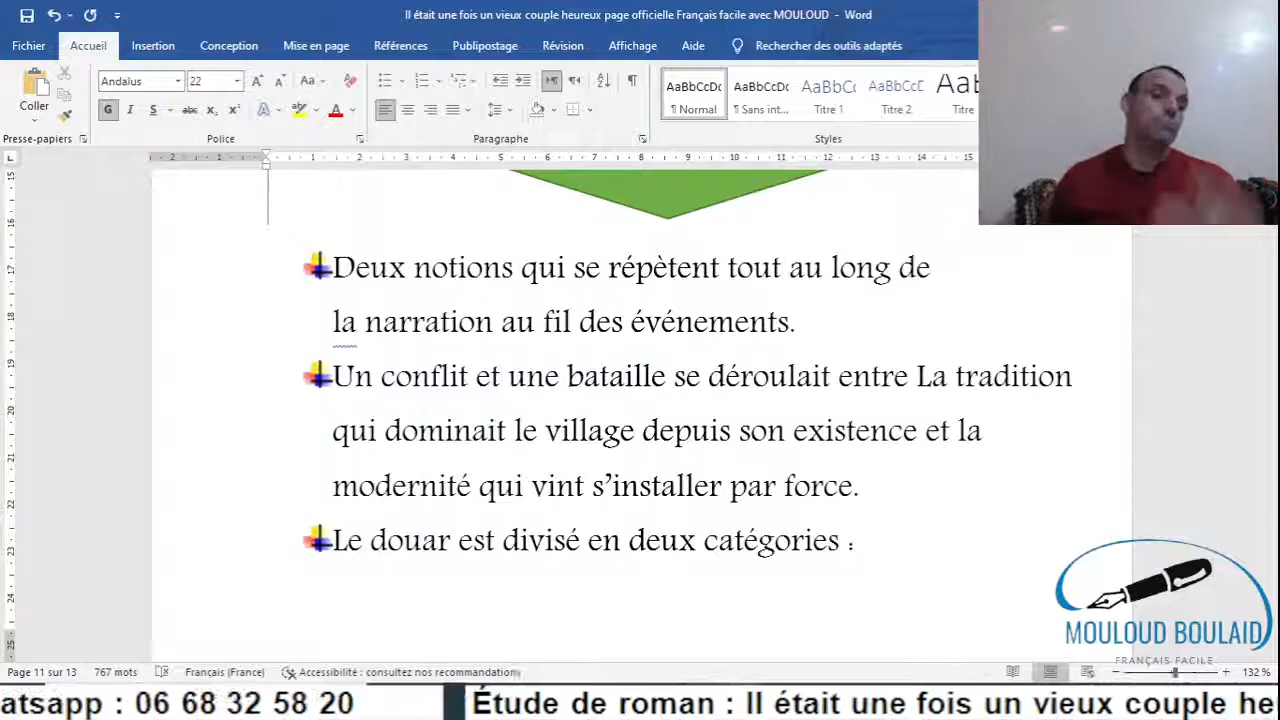 Il était une fois un vieux couple heureux page officielle Français facile avec MOULOUD - Word
Fichier Accueil Insertion Conception Mise en page Références Publipostage Révision Affichage Aide Rechercher des outils adaptés
Andalus 22
Coller
G I S abc
AaBbCcDc AaBbCcDc AaBbCc AaBbCcD
¶ Normal ¶ Sans int... Titre 1 Titre 2 Titre
Presse-papiers Police Paragraphe Styles
Deux notions qui se répètent tout au long de
la narration au fil des événements.
Un conflit et une bataille se déroulait entre La tradition
qui dominait le village depuis son existence et la
modernité qui vint s’installer par force.
Le douar est divisé en deux catégories :
MOULOUD BOULAID
FRANÇAIS FACILE
Page 11 sur 13 767 mots Français (France) Accessibilité : consultez nos recommandations 132 %
atsapp : 06 68 32 58 20 Étude de roman : Il était une fois un vieux couple he